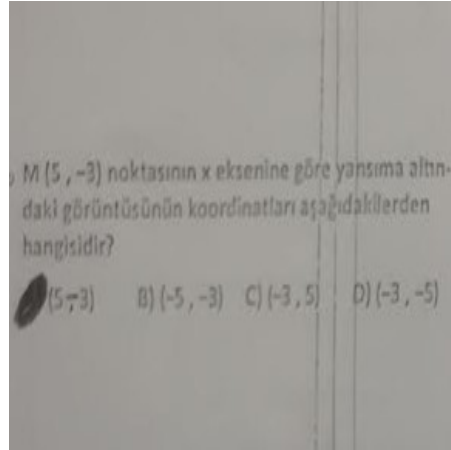 M (5 , -3) noktasının x eksenine göre yansıma altın-
daki görüntüsünün koordinatları aşağıdakilerden
hangisidir?
(5,3) B) (-5 , -3) C) (-3 , 5) D) (-3 , -5)